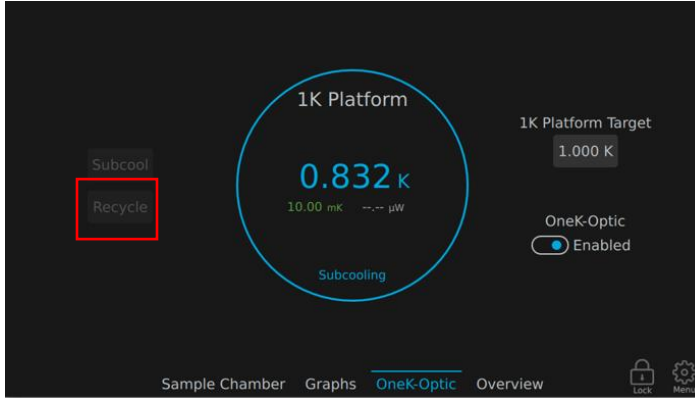 Subcool
Recycle
1K Platform
0.832 K
10.00 mK --.-- µW
Subcooling
1K Platform Target
1.000 K
OneK-Optic
Enabled
Sample Chamber Graphs OneK-Optic Overview
Lock
Menu